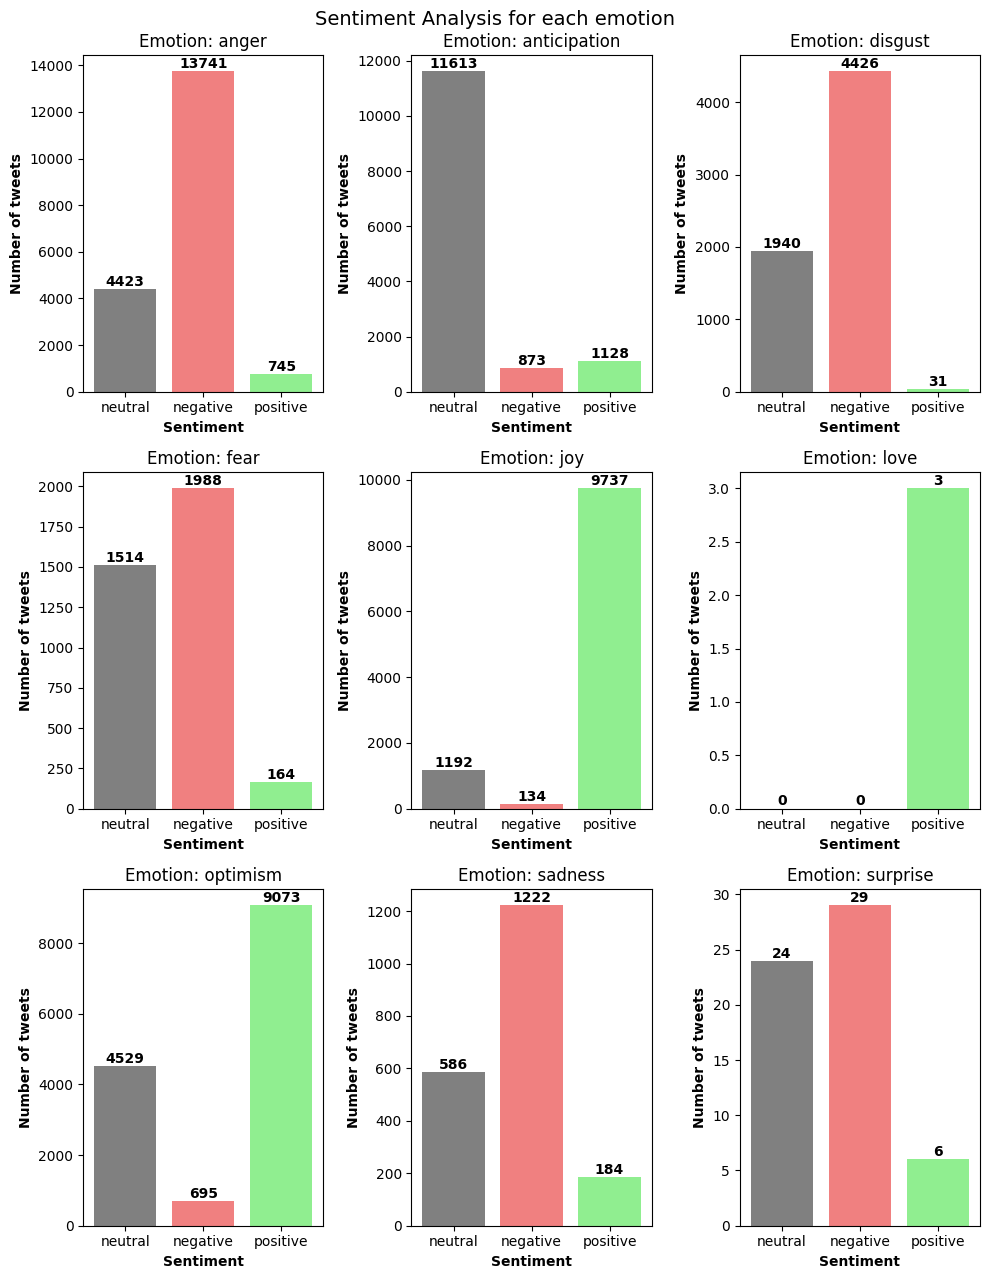 Sentiment Analysis for each emotion
Emotion: anger
Number of tweets
14000
12000
10000
8000
6000
4000
2000
0
4423
13741
745
neutral negative positive
Sentiment
Emotion: anticipation
Number of tweets
12000
10000
8000
6000
4000
2000
0
11613
873
1128
neutral negative positive
Sentiment
Emotion: disgust
Number of tweets
4000
3000
2000
1000
0
1940
4426
31
neutral negative positive
Sentiment
Emotion: fear
Number of tweets
2000
1750
1500
1250
1000
750
500
250
0
1514
1988
164
neutral negative positive
Sentiment
Emotion: joy
Number of tweets
10000
8000
6000
4000
2000
0
1192
134
9737
neutral negative positive
Sentiment
Emotion: love
Number of tweets
3.0
2.5
2.0
1.5
1.0
0.5
0.0
0
0
3
neutral negative positive
Sentiment
Emotion: optimism
Number of tweets
8000
6000
4000
2000
0
4529
695
9073
neutral negative positive
Sentiment
Emotion: sadness
Number of tweets
1200
1000
800
600
400
200
0
586
1222
184
neutral negative positive
Sentiment
Emotion: surprise
Number of tweets
30
25
20
15
10
5
0
24
29
6
neutral negative positive
Sentiment